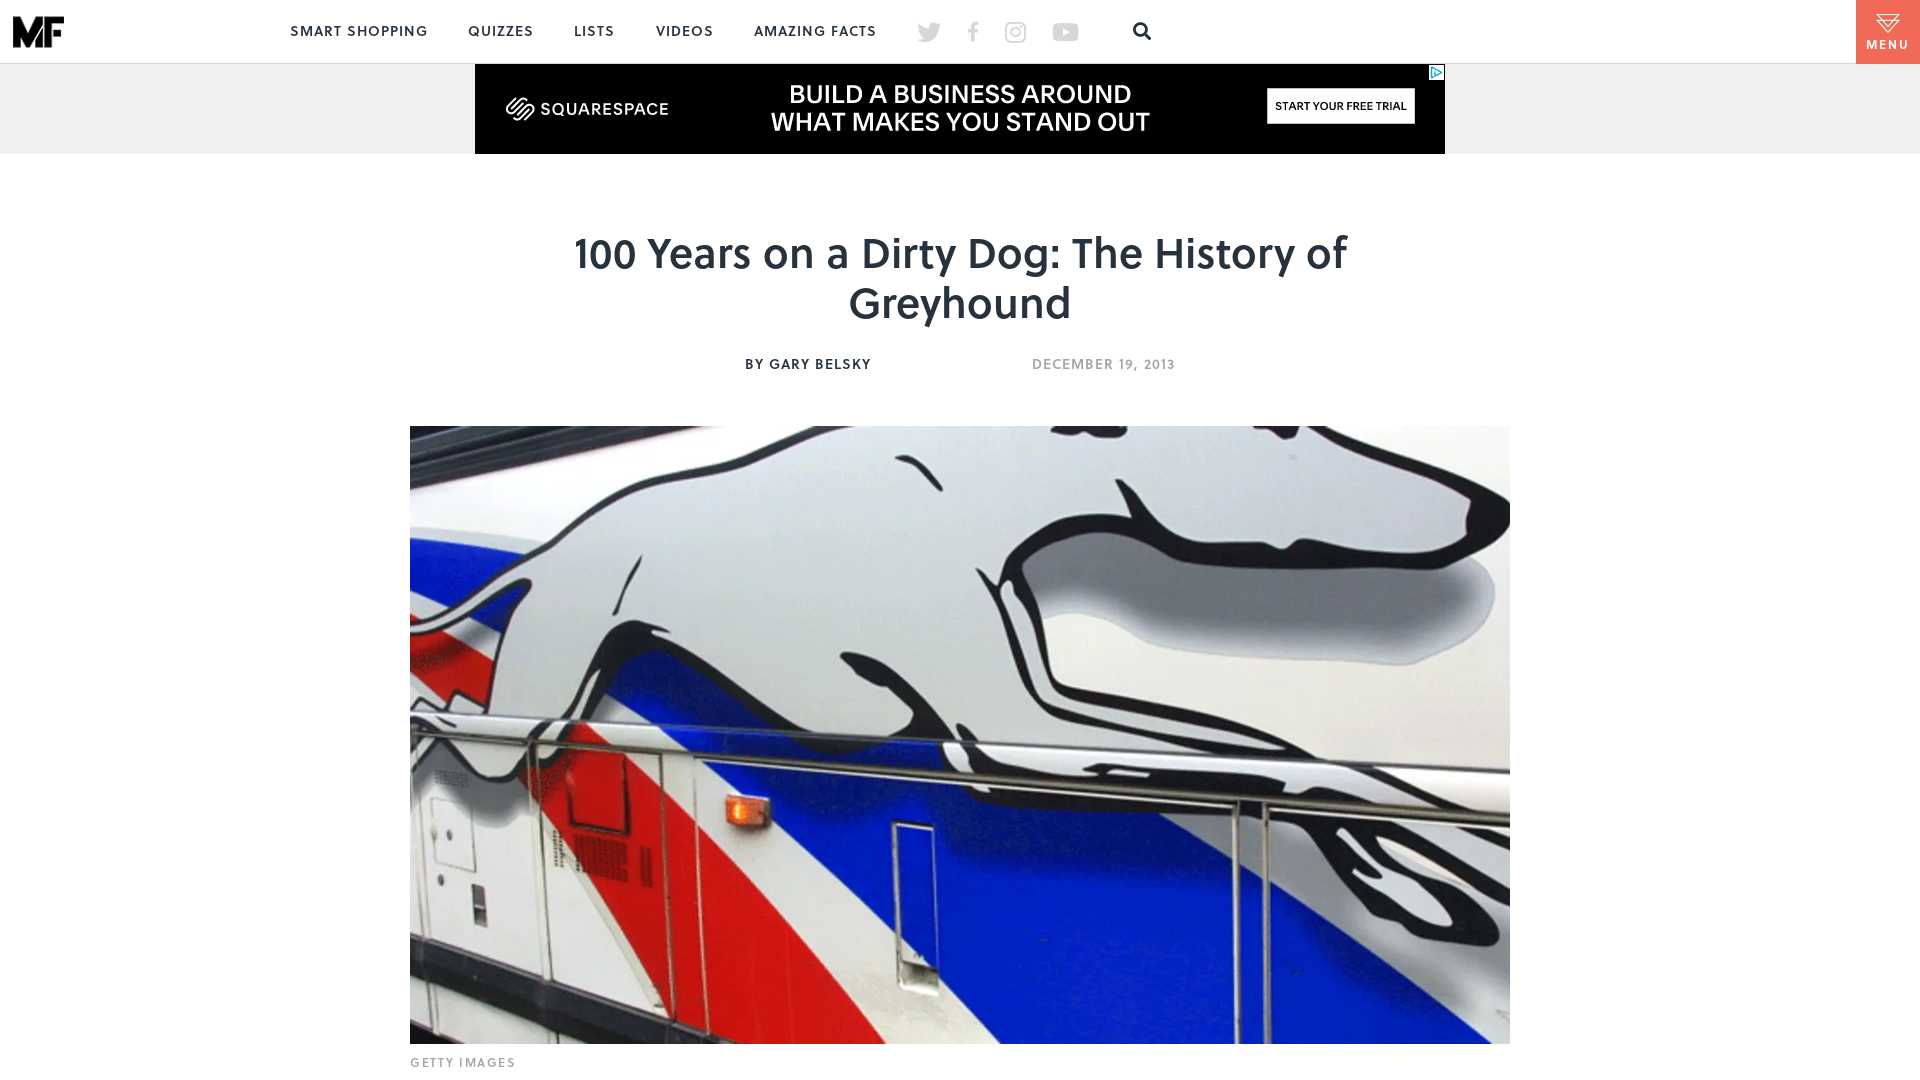 MF
SMART SHOPPING QUIZZES LISTS VIDEOS AMAZING FACTS
MENU
SQUARESPACE
BUILD A BUSINESS AROUND
WHAT MAKES YOU STAND OUT
START YOUR FREE TRIAL
100 Years on a Dirty Dog: The History of
Greyhound
BY GARY BELSKY DECEMBER 19, 2013
GETTY IMAGES